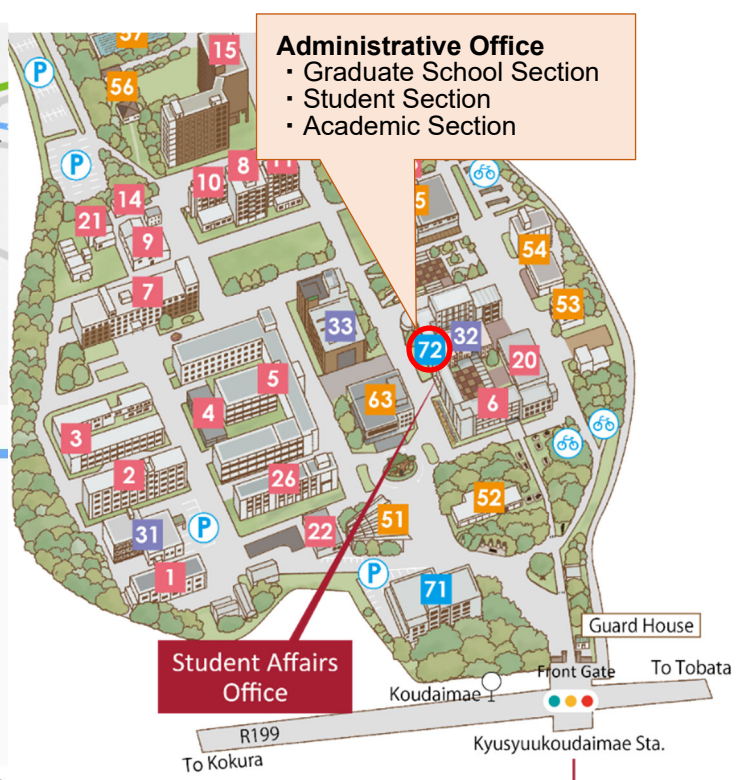 Administrative Office
・Graduate School Section
・Student Section
・Academic Section
57
15
P
56
P
8
11
10
14
5
21
9
54
7
53
33
32
72
20
5
63
6
4
3
2
26
52
31
P
22
51
1
P
71
Student Affairs
Office
Guard House
Front Gate
To Tobata
Koudaimae
R199
Kyusyuukoudaimae Sta.
To Kokura